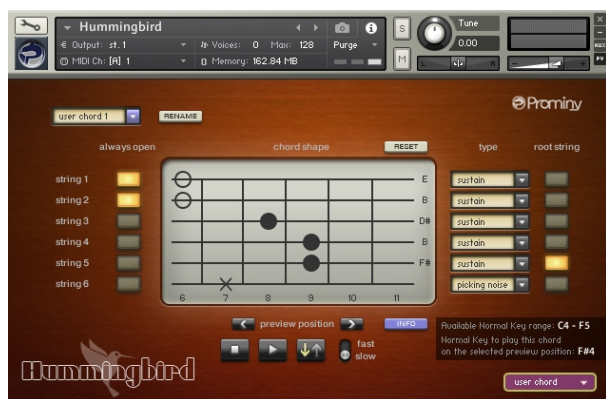 Hummingbird
Output: st. 1 Voices: 0 Max: 128 Purge
MIDI Ch: [A] 1 Memory: 162.84 MB
S
M
Tune
0.00
L R
AUX
PV
Prominy
user chord 1 RENAME
always open chord shape RESET type root string
string 1 E sustain
string 2 B sustain
string 3 D# sustain
string 4 B sustain
string 5 F# sustain
string 6 picking noise
6 7 8 9 10 11
preview position INFO
fast
slow
Available Normal Key range: C4 - F5
Normal Key to play this chord
on the selected preview position: F#4
Hummingbird
user chord